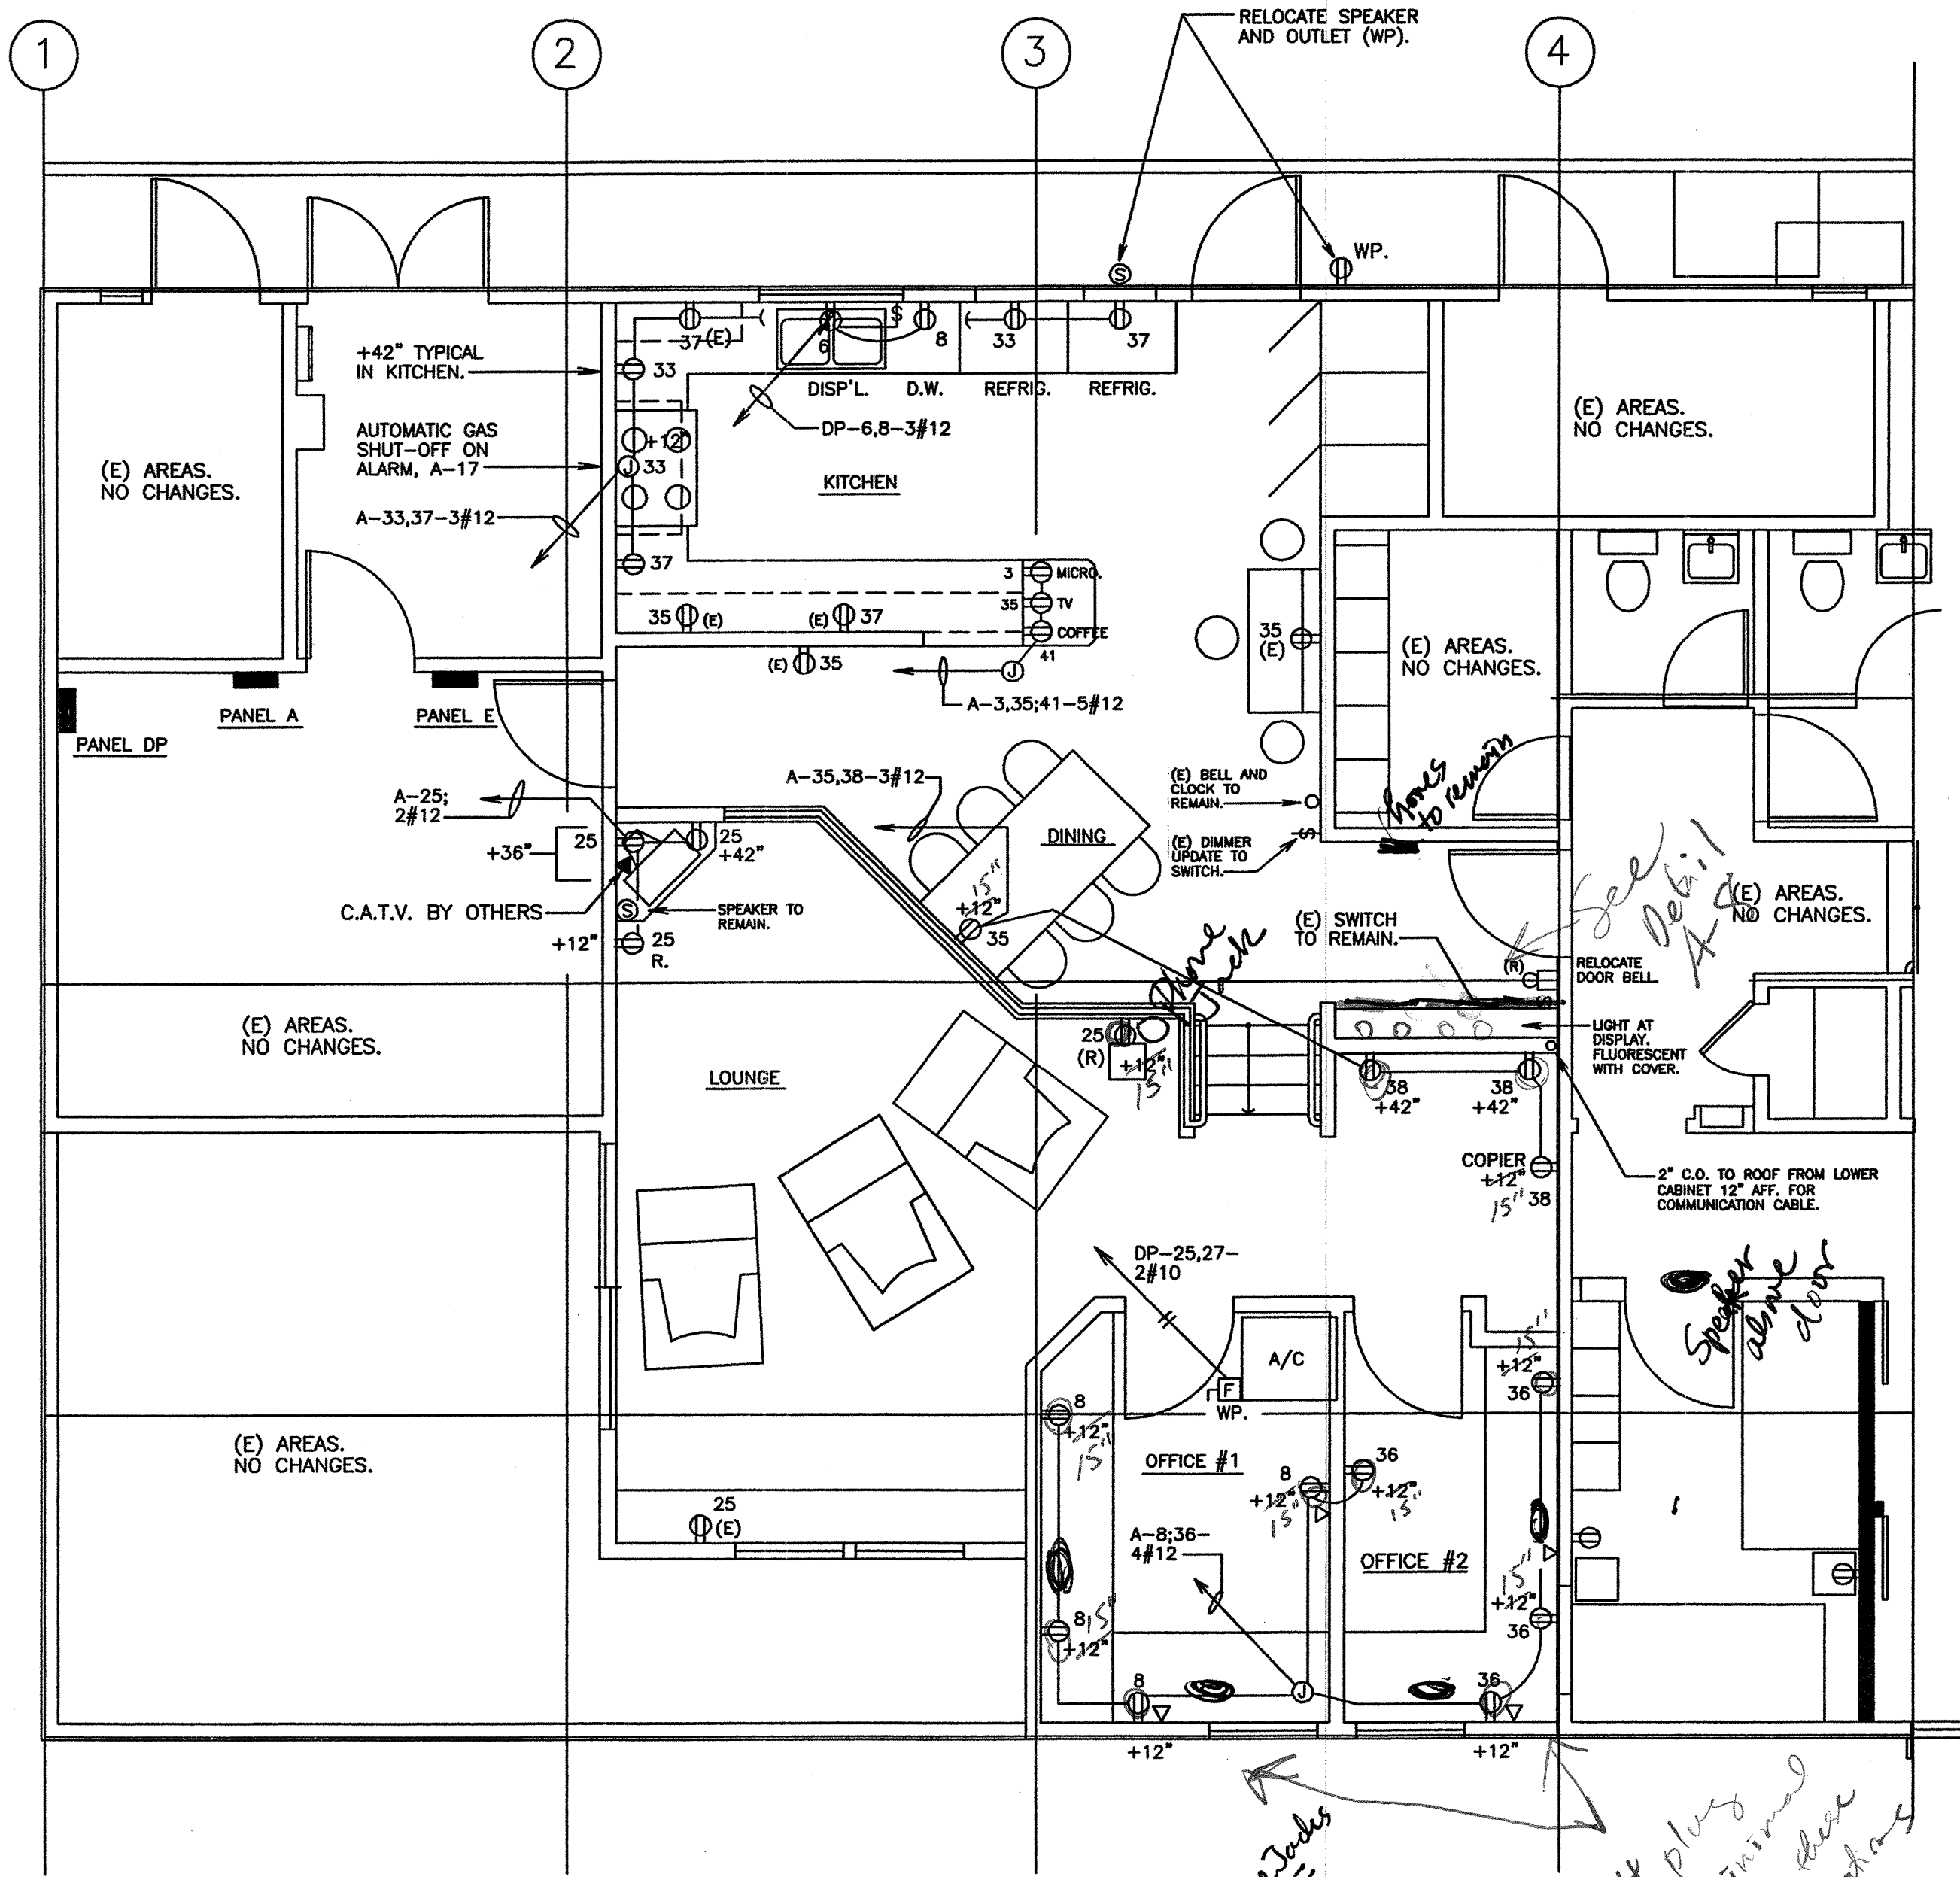 1
2
3
4
RELOCATE SPEAKER
AND OUTLET (WP).
WP.
S
37
(E)
6
$
8
33
37
+42" TYPICAL
IN KITCHEN.
33
DISP'L.
D.W.
REFRIG.
REFRIG.
(E) AREAS.
NO CHANGES.
AUTOMATIC GAS
SHUT-OFF ON
ALARM, A-17
+12"
J
33
DP-6,8-3#12
(E) AREAS.
NO CHANGES.
KITCHEN
A-33,37-3#12
37
3
MICRO.
35
TV
35
(E)
(E)
37
COFFEE
41
35
(E)
(E) AREAS.
NO CHANGES.
(E)
35
J
A-3,35;41-5#12
PANEL A
PANEL E
PANEL DP
A-35,38-3#12
(E) BELL AND
CLOCK TO
REMAIN.
to remain
A-25;
2#12
DINING
S
(E) DIMMER
UPDATE TO
SWITCH.
25
+36"
25
+42"
15"
+12"
35
See
Detail
A-8
(E) AREAS.
NO CHANGES.
C.A.T.V. BY OTHERS
S
SPEAKER TO
REMAIN.
(E) SWITCH
TO REMAIN.
+12"
25
R.
Phone
Jack
(R)
RELOCATE
DOOR BELL.
(E) AREAS.
NO CHANGES.
25
(R)
+12"
15"
LIGHT AT
DISPLAY.
FLUORESCENT
WITH COVER.
LOUNGE
38
+42"
38
+42"
COPIER
+12"
15"
38
2" C.O. TO ROOF FROM LOWER
CABINET 12" AFF. FOR
COMMUNICATION CABLE.
DP-25,27-
2#10
Speaker
above
door
A/C
F
WP.
15"
+12"
36
8
+12"
15"
(E) AREAS.
NO CHANGES.
OFFICE #1
8
+12"
15"
36
+12"
15"
25
(E)
A-8;36-
4#12
OFFICE #2
15"
+12"
36
8
15"
+12"
8
J
36
+12"
+12"
Jacks
plug
these